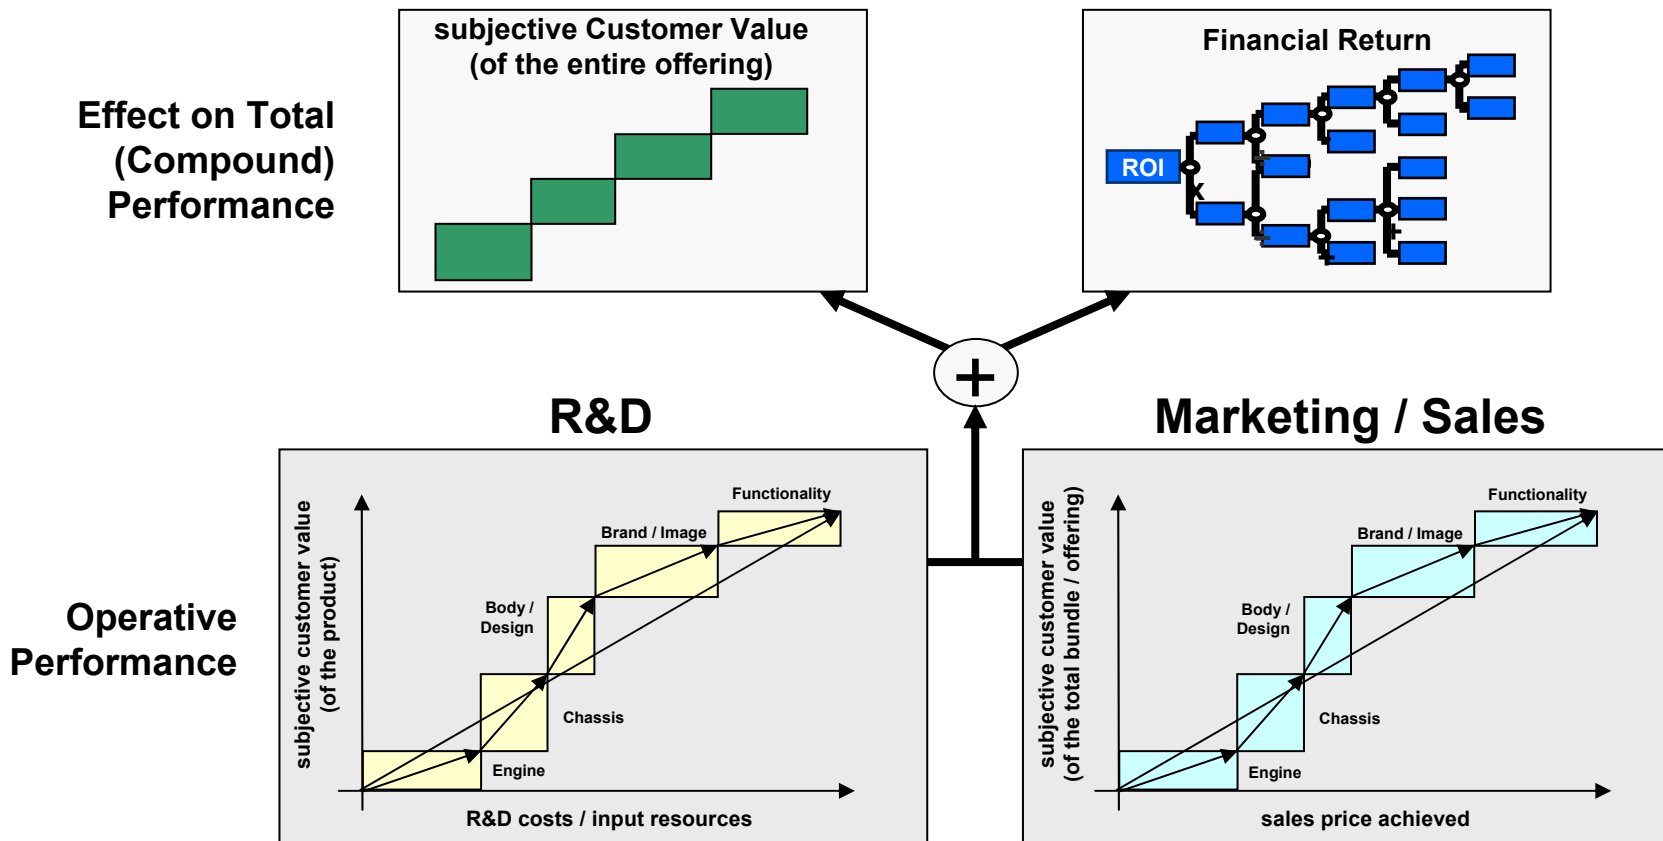 subjective Customer Value
(of the entire offering)
Financial Return
Effect on Total
(Compound)
Performance
ROI
x
+
+
+
+
+
R&D
Marketing / Sales
Operative
Performance
subjective customer value
(of the product)
Functionality
Brand / Image
Body /
Design
Chassis
Engine
R&D costs / input resources
subjective customer value
(of the total bundle / offering)
Functionality
Brand / Image
Body /
Design
Chassis
Engine
sales price achieved